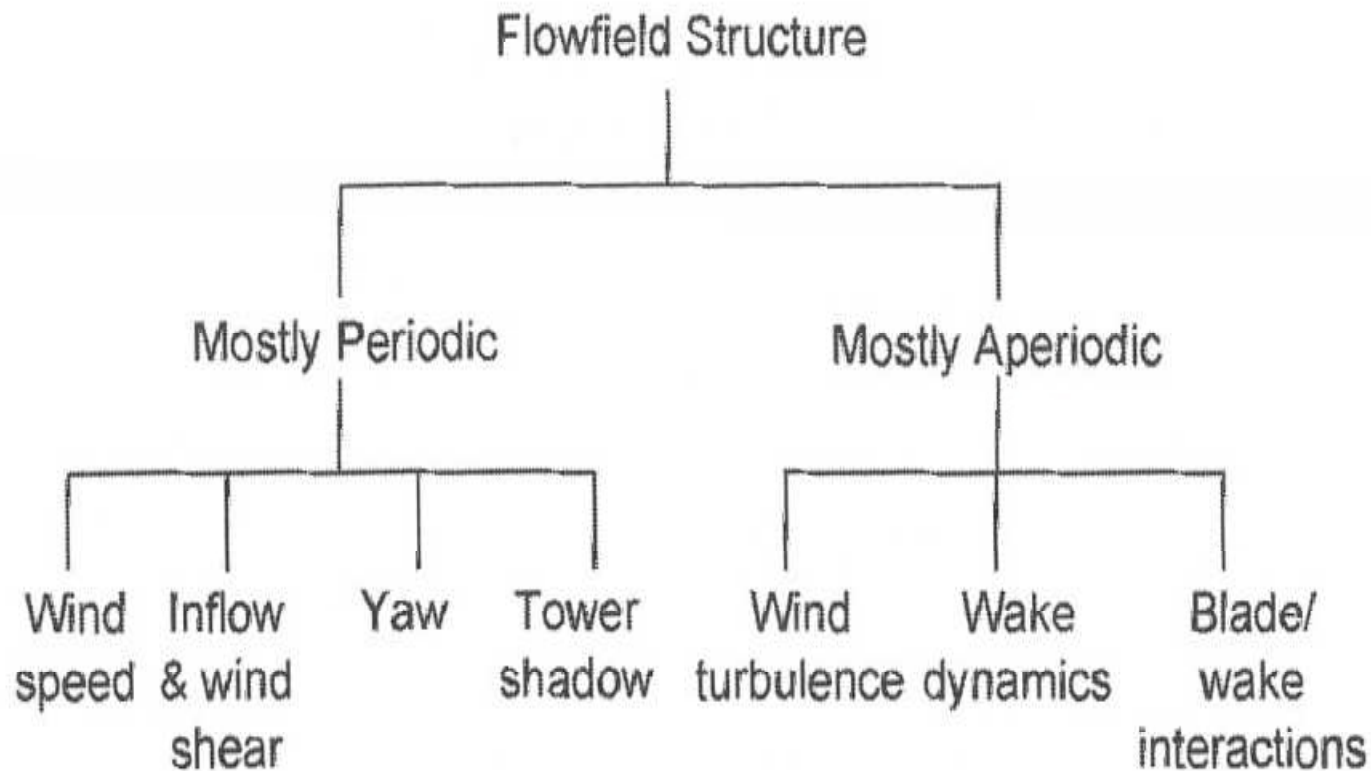 Flowfield Structure
Mostly Periodic
Mostly Aperiodic
Wind speed
Inflow & wind shear
Yaw
Tower shadow
Wind turbulence
Wake dynamics
Blade/ wake interactions